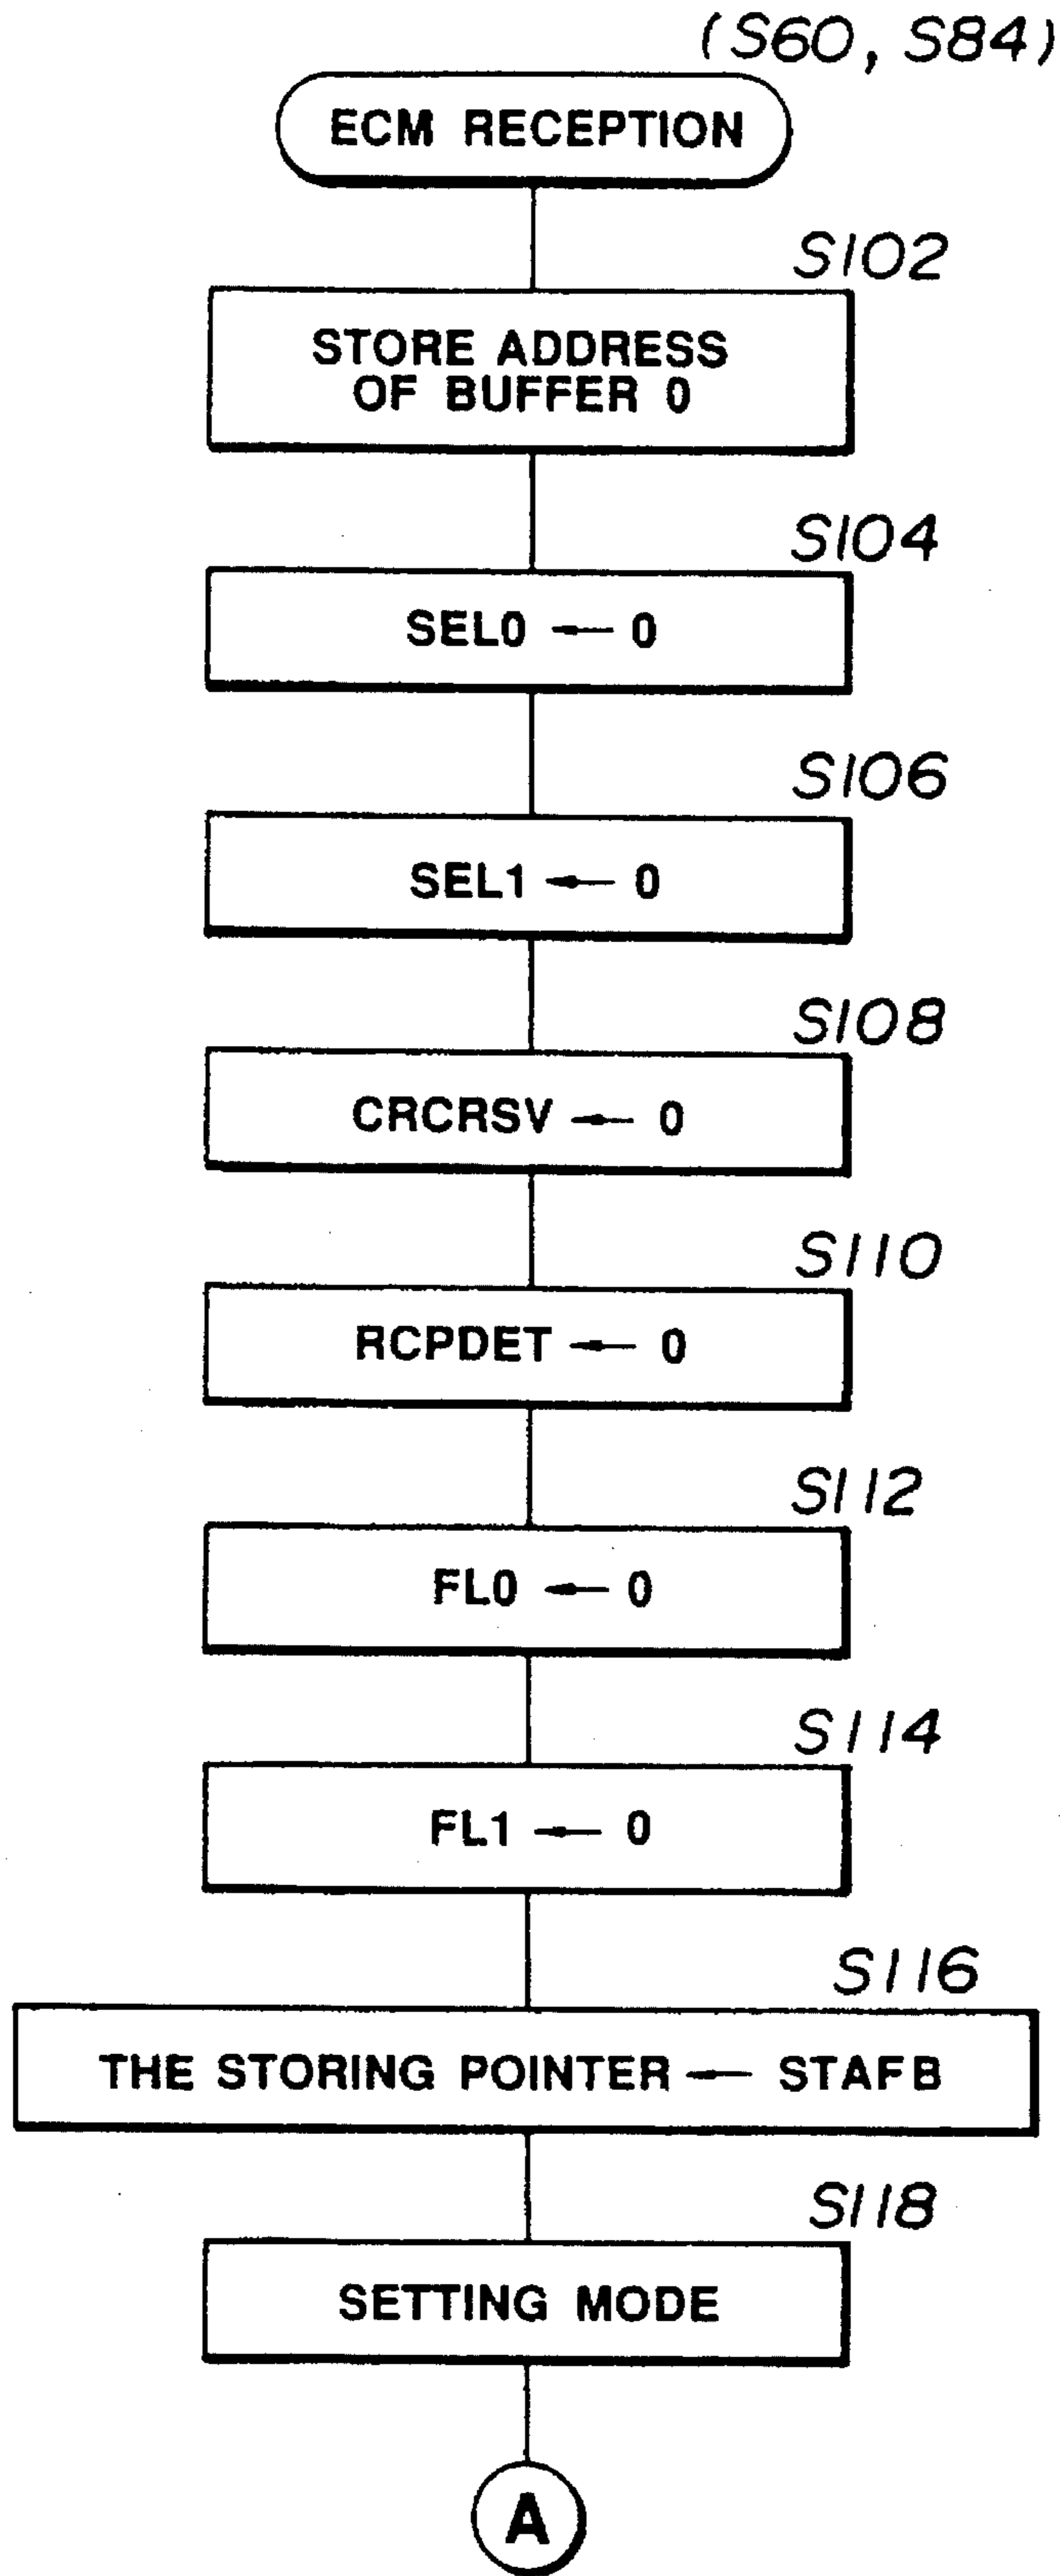 (S60, S84)
ECM RECEPTION
S102
STORE ADDRESS
OF BUFFER 0
S104
SEL0 ← 0
S106
SEL1 ← 0
S108
CRCRSV ← 0
S110
RCPDET ← 0
S112
FL0 ← 0
S114
FL1 ← 0
S116
THE STORING POINTER ← STAFB
S118
SETTING MODE
A